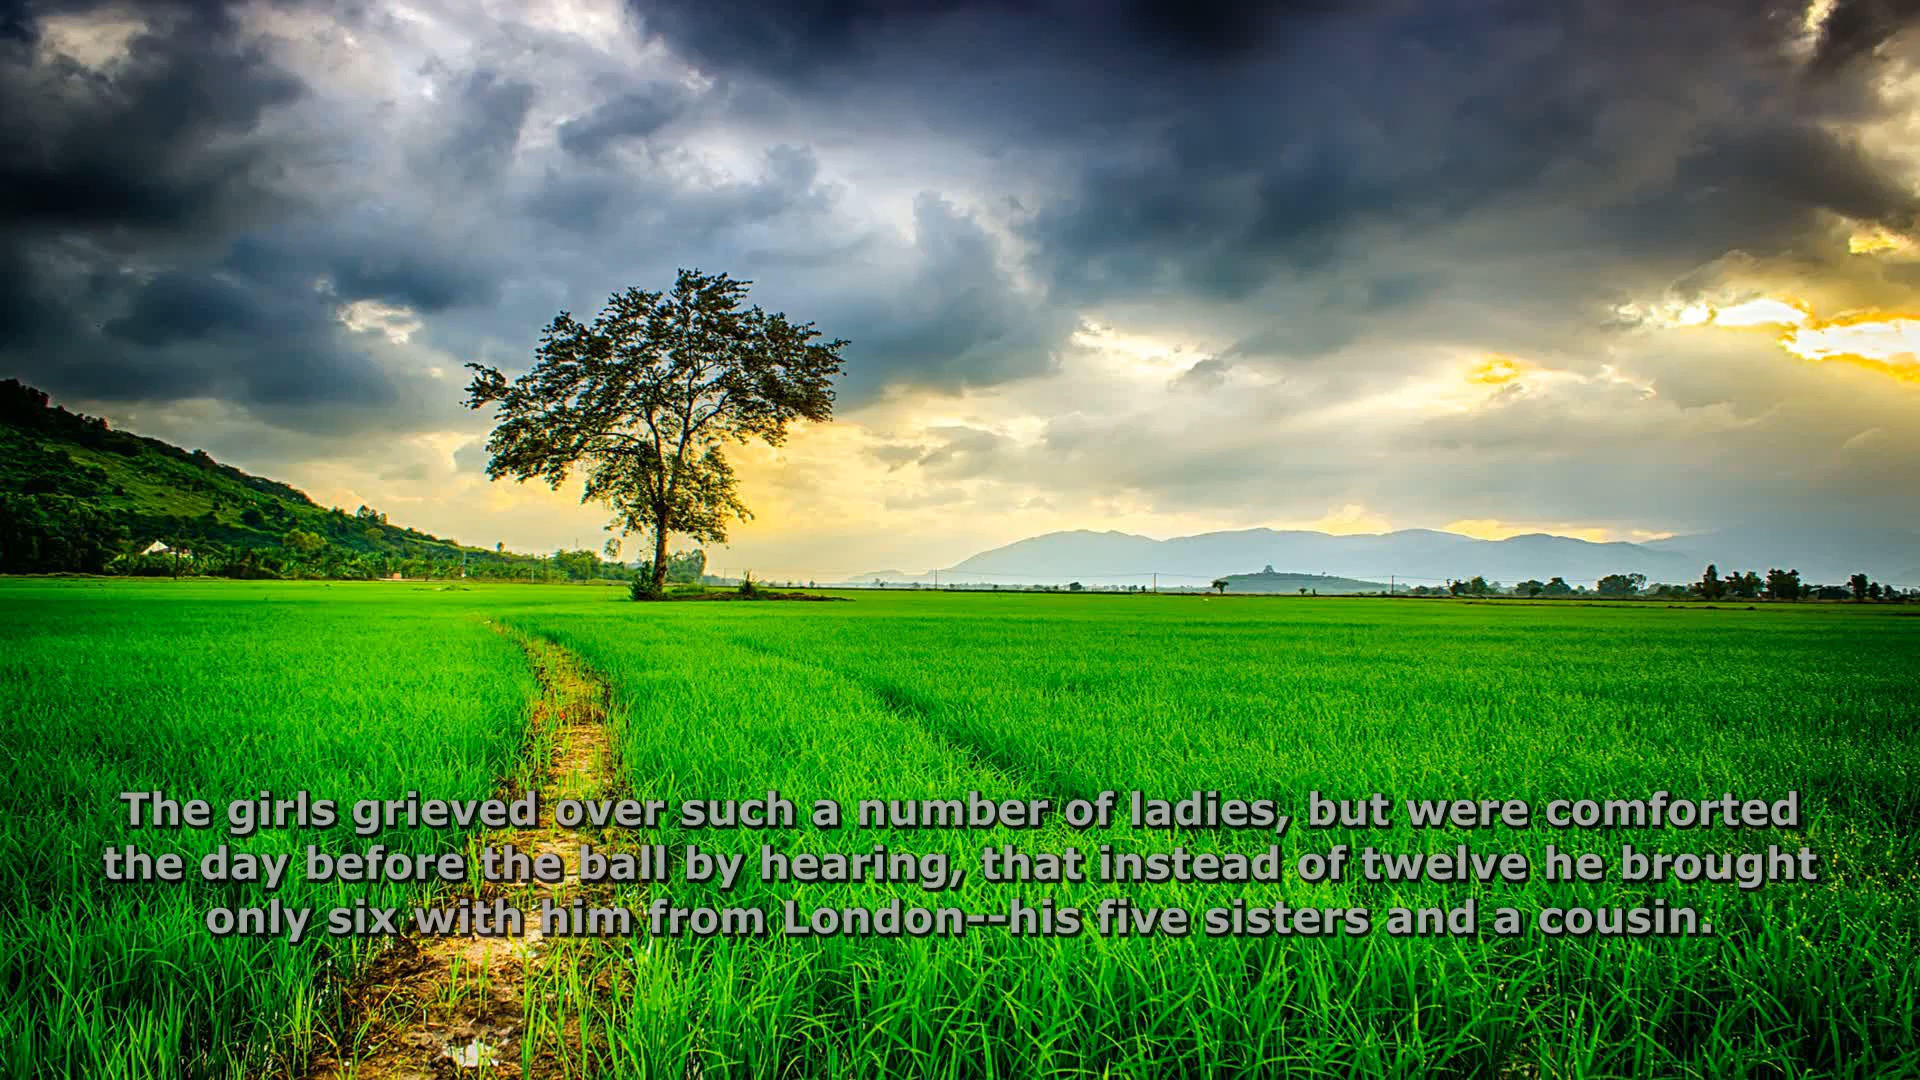 The girls grieved over such a number of ladies, but were comforted
the day before the ball by hearing, that instead of twelve he brought
only six with him from London--his five sisters and a cousin.